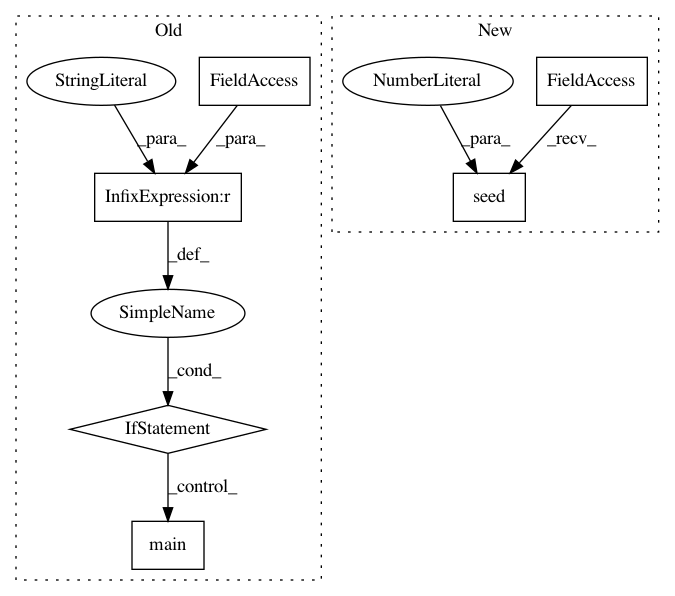 Old
New
StringLiteral
FieldAccess
NumberLiteral
FieldAccess
_para_
_para_
_para_
_recv_
InfixExpression:r
seed
_def_
SimpleName
_cond_
IfStatement
_control_
main